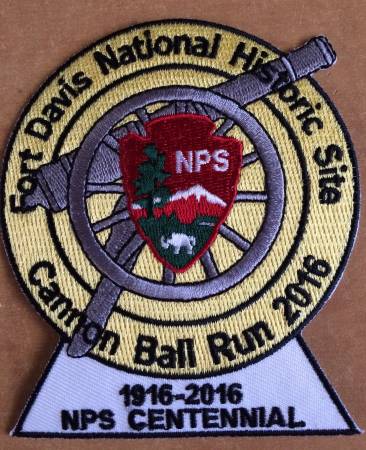 Fort Davis National Historic Site
NPS
Cannon Ball Run 2016
1916-2016
NPS CENTENNIAL